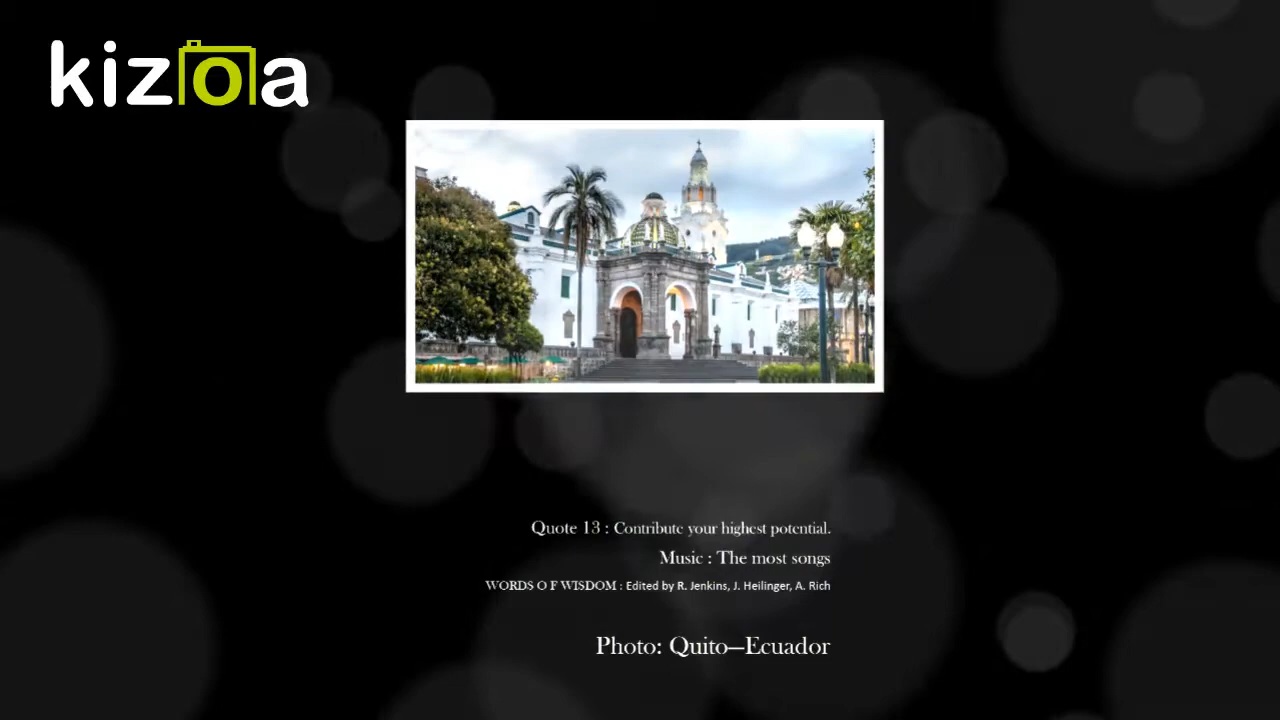 kizoa
Quote 13 : Contribute your highest potential.
Music : The most songs
WORDS O F WISDOM : Edited by R. Jenkins, J. Heilinger, A. Rich
Photo: Quito—Ecuador